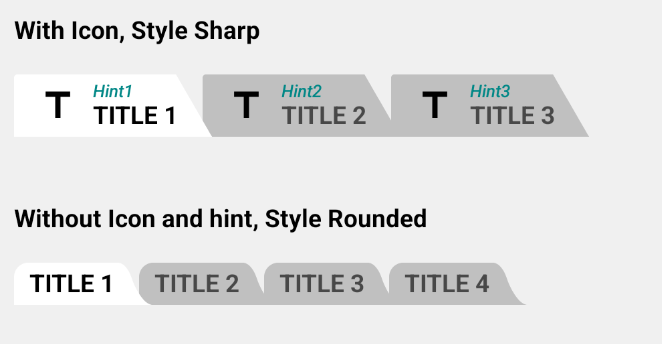 With Icon, Style Sharp
T Hint1 T Hint2 T Hint3
TITLE 1 TITLE 2 TITLE 3
Without Icon and hint, Style Rounded
TITLE 1 TITLE 2 TITLE 3 TITLE 4